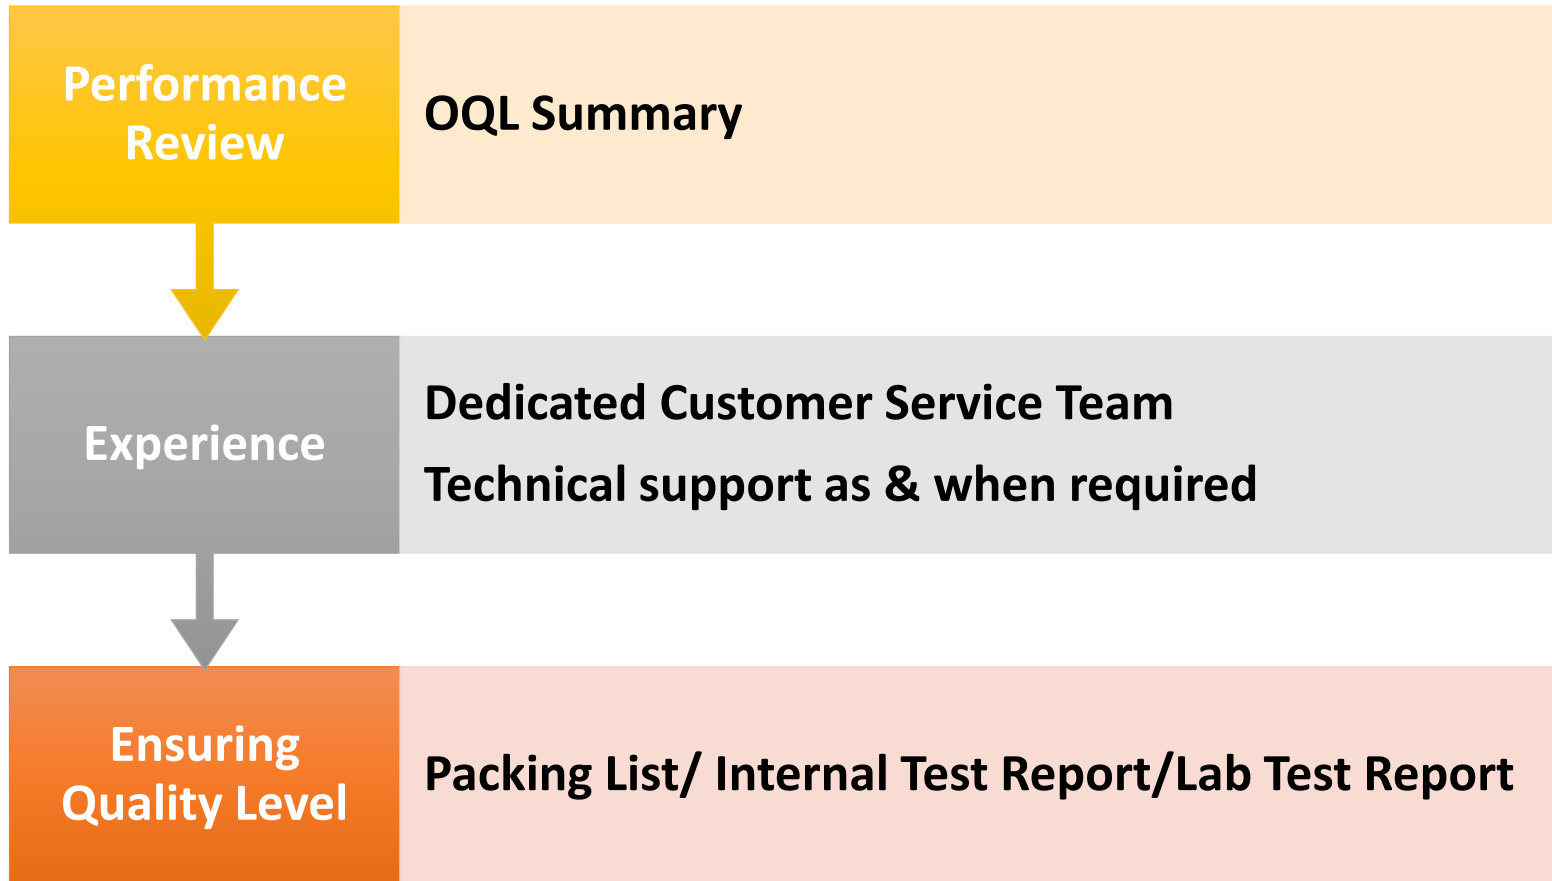 Performance
Review
OQL Summary
Experience
Dedicated Customer Service Team
Technical support as & when required
Ensuring
Quality Level
Packing List/ Internal Test Report/Lab Test Report